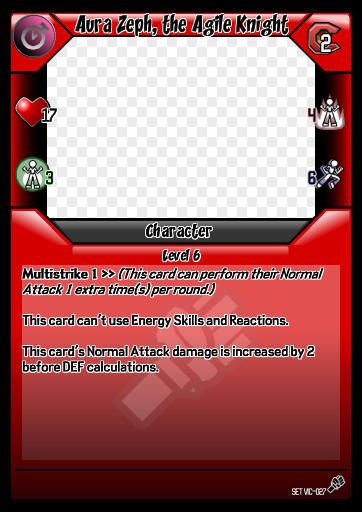 Aura Zeph, the Agile Knight
2
17
4
3
6
Character
Level 6
Multistrike 1 >> (This card can perform their Normal
Attack 1 extra time(s) per round.)
This card can't use Energy Skills and Reactions.
This card's Normal Attack damage is increased by 2
before DEF calculations.
SET VIC-027